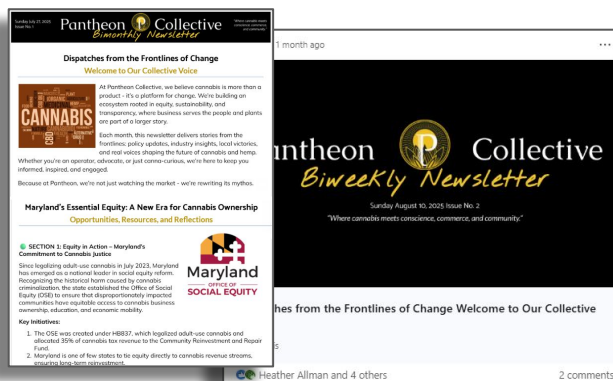 Sunday July 27, 2025
Issue No. 1
Pantheon Collective
Bimonthly Newsletter
"Where cannabis meets
conscience, commerce,
and community."
Dispatches from the Frontlines of Change
Welcome to Our Collective Voice
CANNABIS
CBD
At Pantheon Collective, we believe cannabis is more than a
product - it's a platform for change. We're building an
ecosystem rooted in equity, sustainability, and
transparency, where business serves the people and plants
are part of a larger story.
Each month, this newsletter delivers stories from the
frontlines: policy updates, industry insights, local victories,
and real voices shaping the future of cannabis and hemp.
Whether you're an operator, advocate, or just canna-curious, we're here to keep you
informed, inspired, and engaged.
Because at Pantheon, we're not just watching the market - we're rewriting its mythos.
Maryland's Essential Equity: A New Era for Cannabis Ownership
Opportunities, Resources, and Reflections
SECTION 1: Equity in Action – Maryland's
Commitment to Cannabis Justice
Since legalizing adult-use cannabis in July 2023, Maryland
has emerged as a national leader in social equity reform.
Recognizing the historical harm caused by cannabis
criminalization, the state established the Office of Social
Equity (OSE) to ensure that disproportionately impacted
communities have equitable access to cannabis business
ownership, education, and economic mobility.
Maryland
OFFICE OF
SOCIAL EQUITY
Key Initiatives:
1. The OSE was created under HB837, which legalized adult-use cannabis and
allocated 35% of cannabis tax revenue to the Community Reinvestment and Repair
Fund.
2. Maryland is one of few states to tie equity directly to cannabis revenue streams,
ensuring long-term reinvestment.
1 month ago
...
ntheon Collective
Biweekly Newsletter
Sunday August 10, 2025 Issue No. 2
"Where cannabis meets conscience, commerce, and community."
hes from the Frontlines of Change Welcome to Our Collective
Heather Allman and 4 others
2 comments